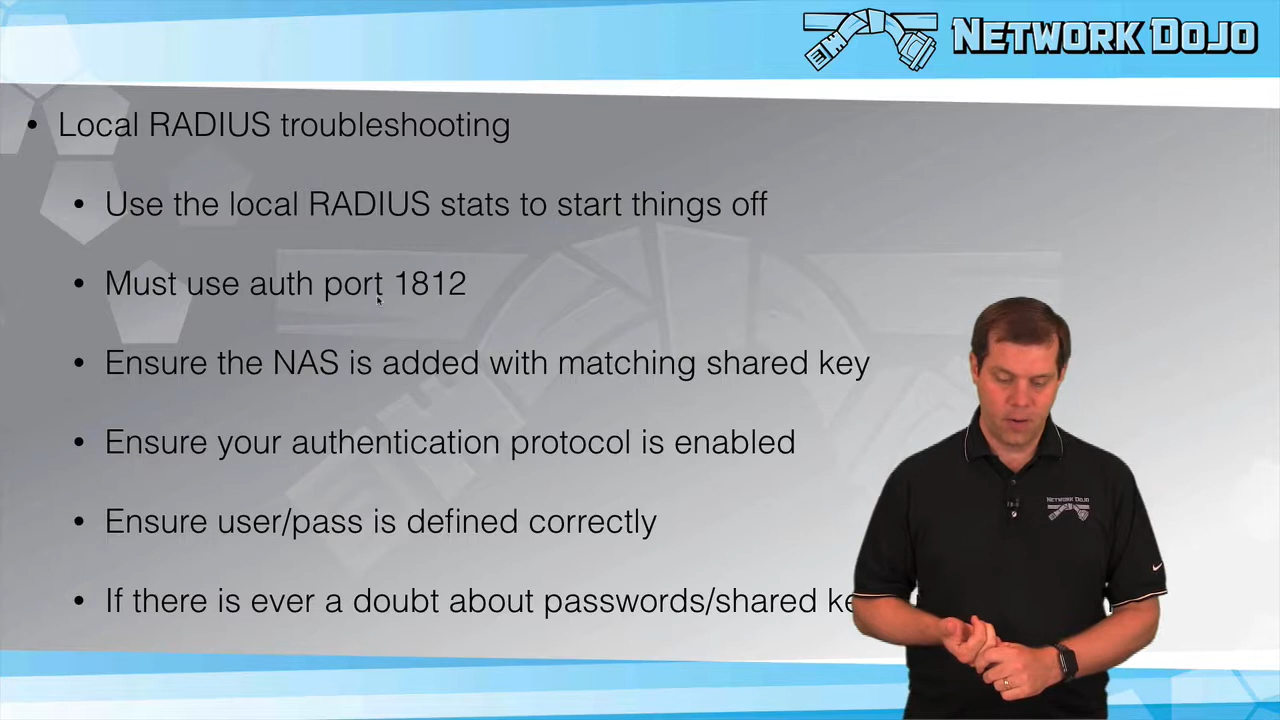 NETWORK DOJO
• Local RADIUS troubleshooting
• Use the local RADIUS stats to start things off
• Must use auth port 1812
• Ensure the NAS is added with matching shared key
• Ensure your authentication protocol is enabled
NETWORK DOJO
• Ensure user/pass is defined correctly
• If there is ever a doubt about passwords/shared